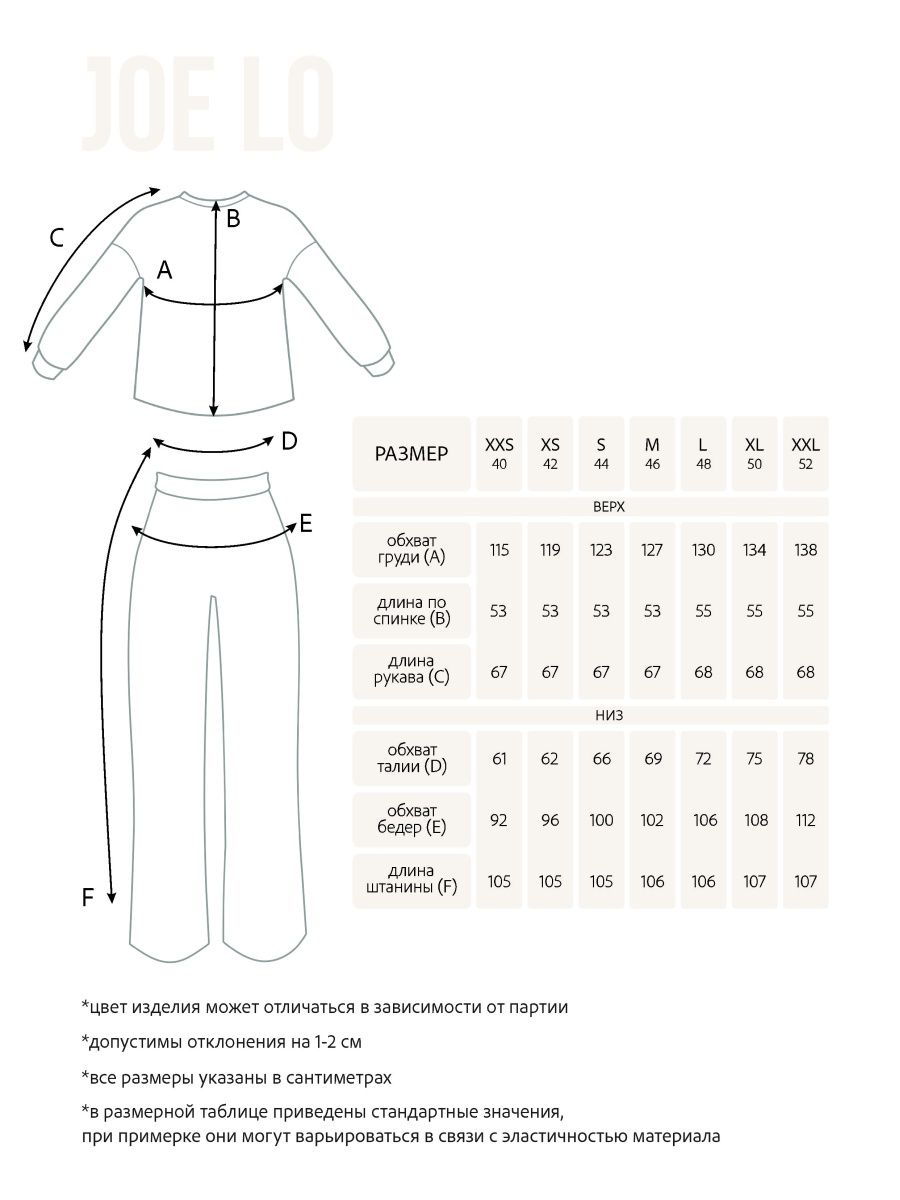 JOE LO
C
B
A
D
E
F
РАЗМЕР XXS XS S M L XL XXL
40 42 44 46 48 50 52
ВЕРХ
обхват
груди (A) 115 119 123 127 130 134 138
длина по
спинке (B) 53 53 53 53 55 55 55
длина
рукава (C) 67 67 67 67 68 68 68
НИЗ
обхват
талии (D) 61 62 66 69 72 75 78
обхват
бедер (E) 92 96 100 102 106 108 112
длина
штанины (F) 105 105 105 106 106 107 107
*цвет изделия может отличаться в зависимости от партии
*допустимы отклонения на 1-2 см
*все размеры указаны в сантиметрах
*в размерной таблице приведены стандартные значения,
при примерке они могут варьироваться в связи с эластичностью материала